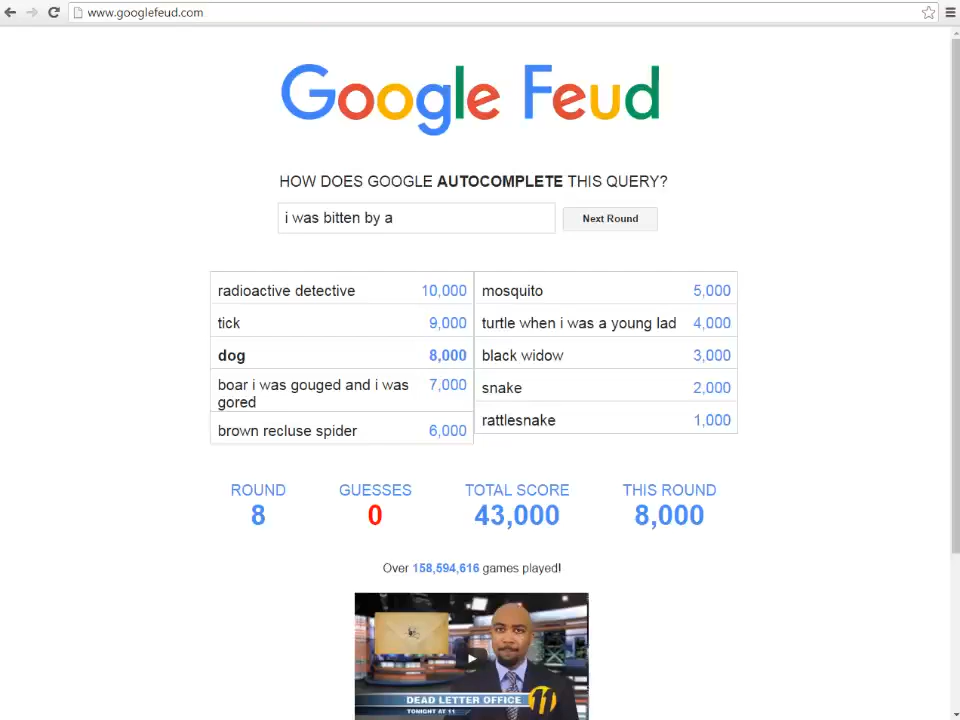 www.googlefeud.com
Google Feud
HOW DOES GOOGLE AUTOCOMPLETE THIS QUERY?
i was bitten by a
Next Round
radioactive detective 10,000
tick 9,000
dog 8,000
boar i was gouged and i was
gored 7,000
brown recluse spider 6,000
mosquito 5,000
turtle when i was a young lad 4,000
black widow 3,000
snake 2,000
rattlesnake 1,000
ROUND GUESSES TOTAL SCORE THIS ROUND
8 0 43,000 8,000
Over 158,594,616 games played!
DEAD LETTER OFFICE
TONIGHT AT 11
11